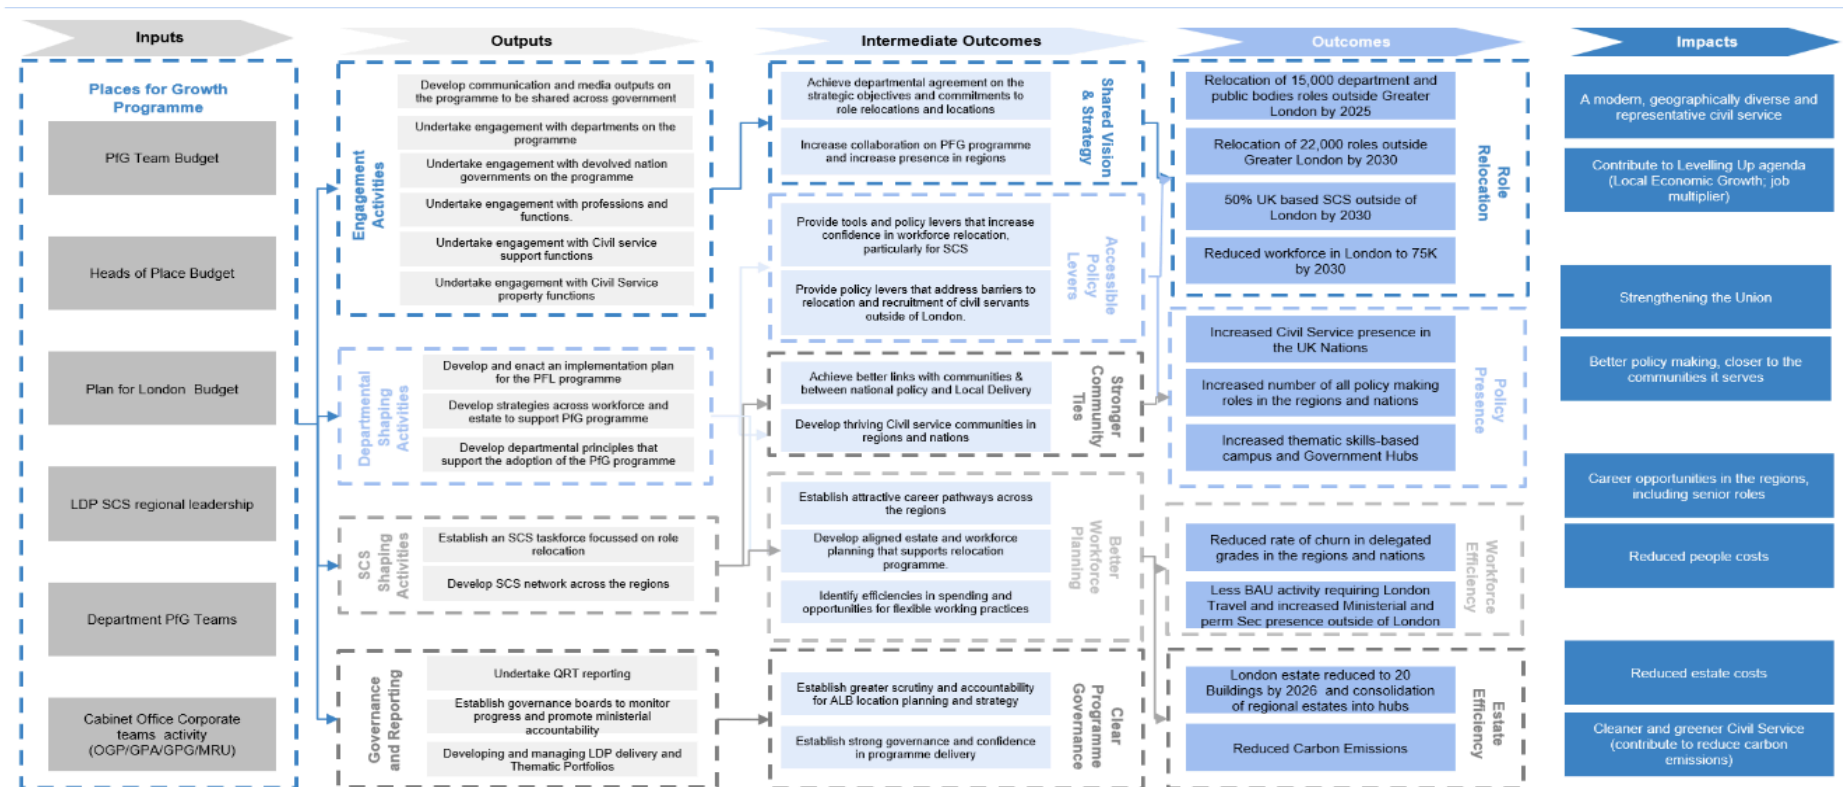 Inputs
Outputs
Intermediate Outcomes
Outcomes
Impacts
Places for Growth
Programme
PfG Team Budget
Heads of Place Budget
Plan for London Budget
LDP SCS regional leadership
Department PfG Teams
Cabinet Office Corporate
teams activity
(OGP/GPA/GPG/MRU)
Engagement
Activities
Develop communication and media outputs on
the programme to be shared across government
Undertake engagement with departments on the
programme
Undertake engagement with devolved nation
governments on the programme
Undertake engagement with professions and
functions.
Undertake engagement with Civil service
support functions
Undertake engagement with Civil Service
property functions
Departmental
Shaping
Activities
Develop and enact an implementation plan
for the PFL programme
Develop strategies across workforce and
estate to support PfG programme
Develop departmental principles that
support the adoption of the PfG programme
SCS
Shaping
Activities
Establish an SCS taskforce focussed on role
relocation
Develop SCS network across the regions
Governance
and Reporting
Undertake QRT reporting
Establish governance boards to monitor
progress and promote ministerial
accountability
Developing and managing LDP delivery and
Thematic Portfolios
Achieve departmental agreement on the
strategic objectives and commitments to
role relocations and locations
Increase collaboration on PFG programme
and increase presence in regions
Shared Vision
& Strategy
Provide tools and policy levers that increase
confidence in workforce relocation,
particularly for SCS
Provide policy levers that address barriers to
relocation and recruitment of civil servants
outside of London.
Accessible
Policy
Levers
Achieve better links with communities &
between national policy and Local Delivery
Develop thriving Civil service communities in
regions and nations
Stronger
Community
Ties
Establish attractive career pathways across
the regions
Develop aligned estate and workforce
planning that supports relocation
programme.
Identify efficiencies in spending and
opportunities for flexible working practices
Better
Workforce
Planning
Establish greater scrutiny and accountability
for ALB location planning and strategy
Establish strong governance and confidence
in programme delivery
Clear
Programme
Governance
Relocation of 15,000 department and
public bodies roles outside Greater
London by 2025
Relocation of 22,000 roles outside
Greater London by 2030
50% UK based SCS outside of
London by 2030
Reduced workforce in London to 75K
by 2030
Role
Relocation
Increased Civil Service presence in
the UK Nations
Increased number of all policy making
roles in the regions and nations
Increased thematic skills-based
campus and Government Hubs
Policy
Presence
Reduced rate of churn in delegated
grades in the regions and nations
Less BAU activity requiring London
Travel and increased Ministerial and
perm Sec presence outside of London
Workforce
Efficiency
London estate reduced to 20
Buildings by 2026 and consolidation
of regional estates into hubs
Reduced Carbon Emissions
Estate
Efficiency
A modern, geographically diverse and
representative civil service
Contribute to Levelling Up agenda
(Local Economic Growth; job
multiplier)
Strengthening the Union
Better policy making, closer to the
communities it serves
Career opportunities in the regions,
including senior roles
Reduced people costs
Reduced estate costs
Cleaner and greener Civil Service
(contribute to reduce carbon
emissions)